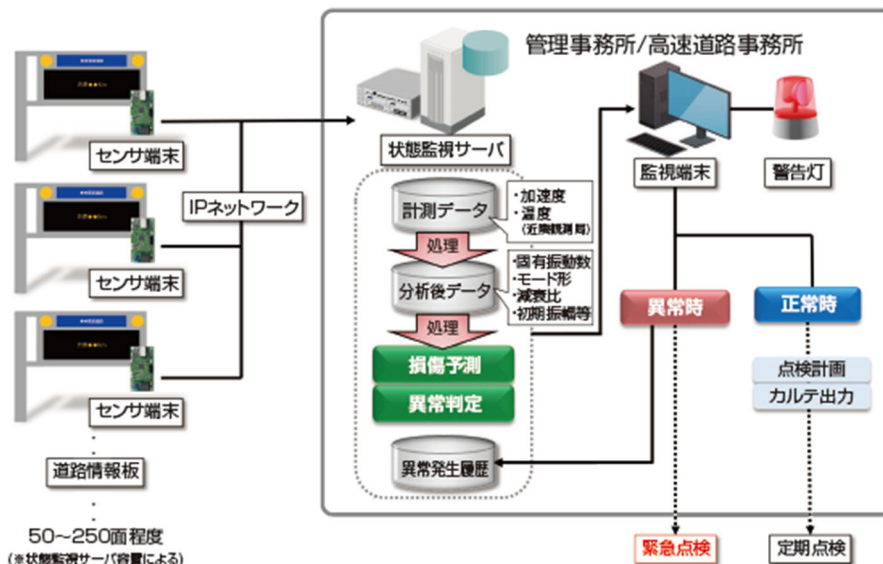 管理事務所/高速道路事務所
センサ端末
IPネットワーク
センサ端末
センサ端末
道路情報板
50～250面程度
(※状態監視サーバ容量による)
状態監視サーバ
計測データ
・加速度
・温度
(近隣観測局)
処理
分析後データ
・固有振動数
・モード形
・減衰比
・初期振幅等
処理
損傷予測
異常判定
異常発生履歴
監視端末
警告灯
異常時
正常時
点検計画
カルテ出力
緊急点検
定期点検